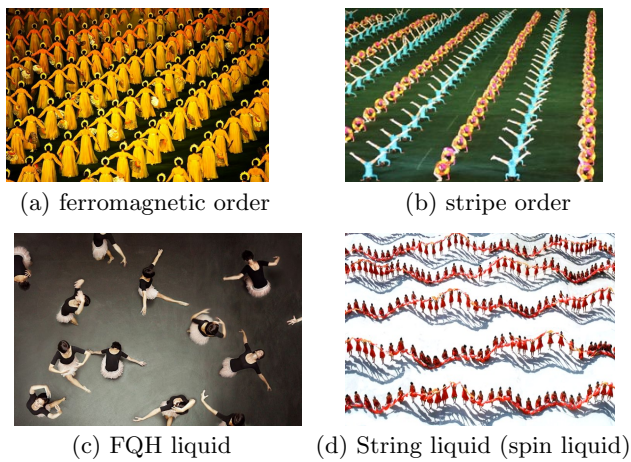 (a) ferromagnetic order
(b) stripe order
(c) FQH liquid
(d) String liquid (spin liquid)